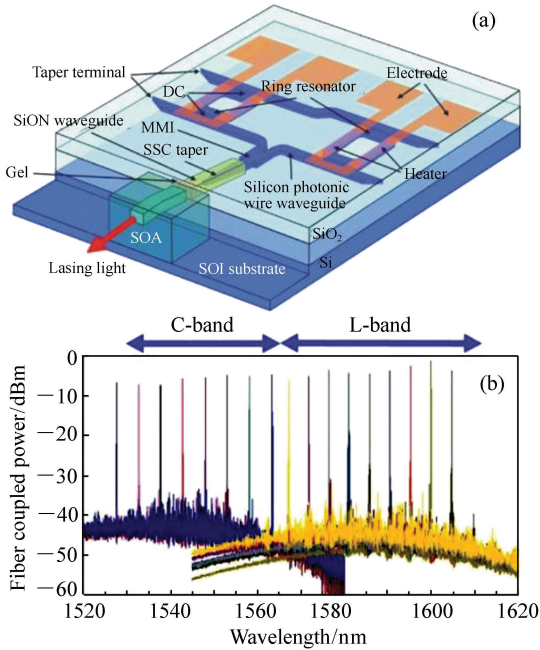 (a)
Taper terminal
Electrode
DC
Ring resonator
SiON waveguide
MMI
SSC taper
Gel
Heater
Silicon photonic
wire waveguide
SOA
SiO₂
Si
Lasing light
SOI substrate
C-band
L-band
(b)
Fiber coupled power/dBm
0
−10
−20
−30
−40
−50
−60
1520
1540
1560
1580
1600
1620
Wavelength/nm